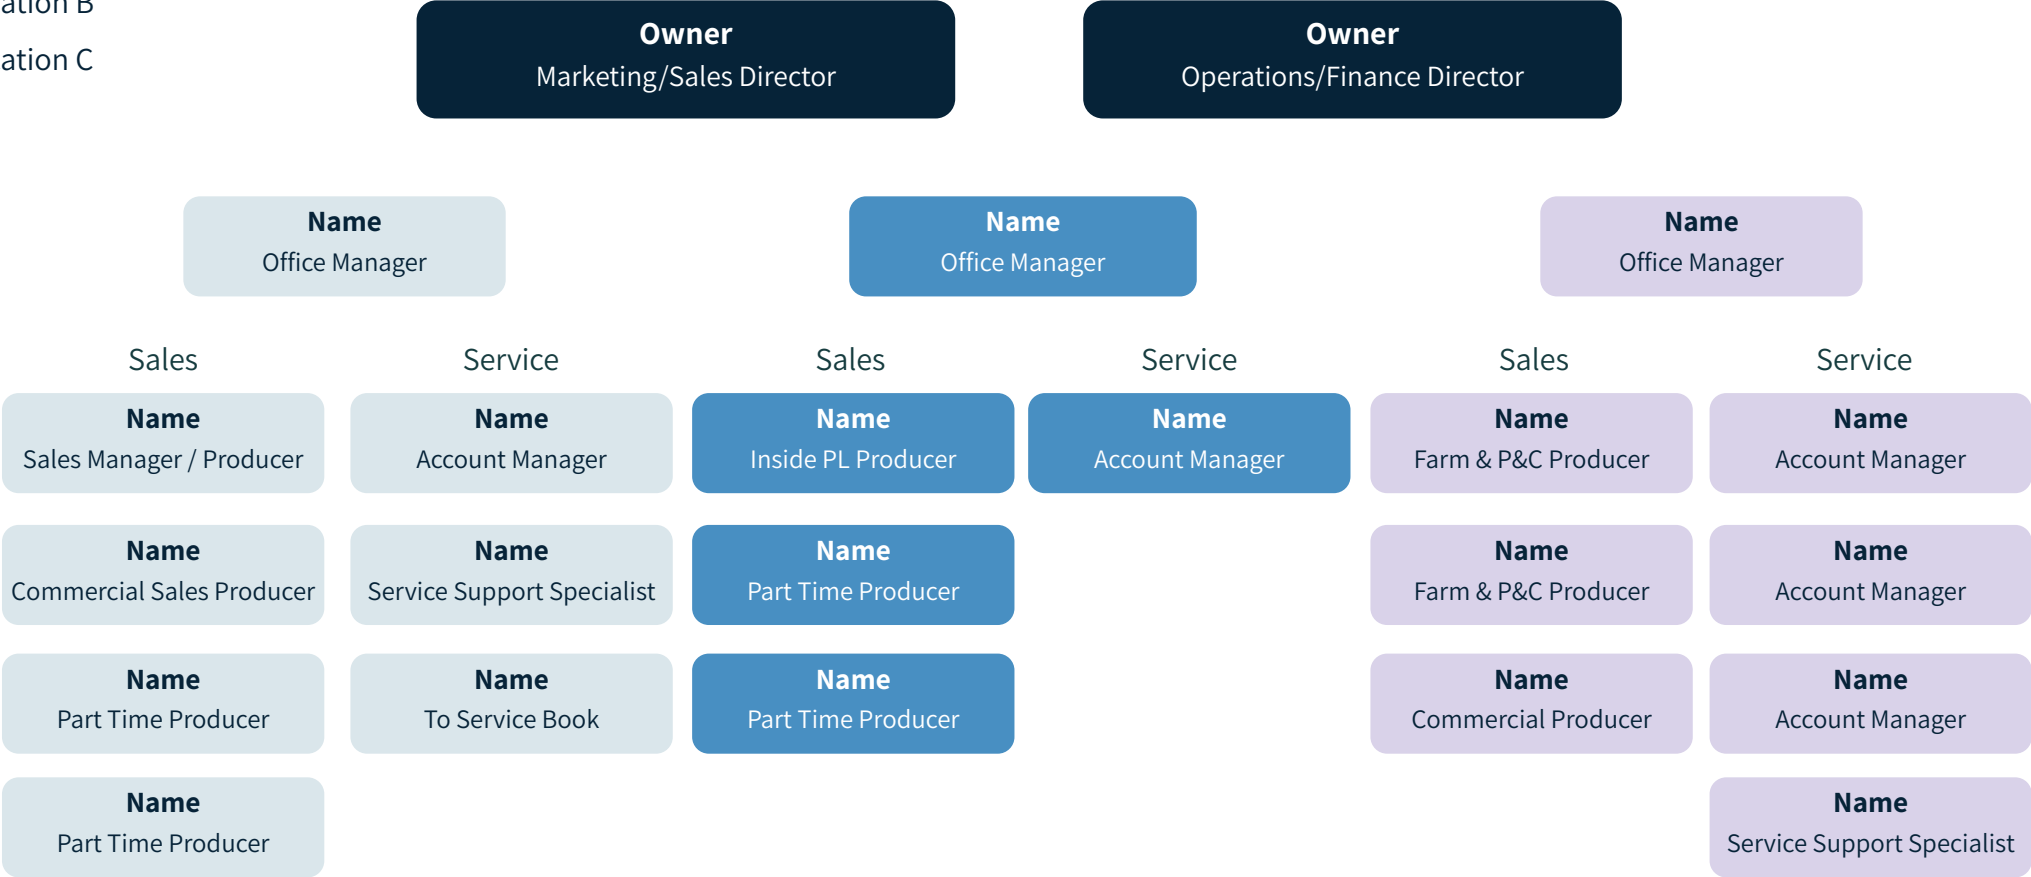 ation B
ation C
Owner
Marketing/Sales Director
Owner
Operations/Finance Director
Name
Office Manager
Name
Office Manager
Name
Office Manager
Sales
Service
Sales
Service
Sales
Service
Name
Sales Manager / Producer
Name
Account Manager
Name
Inside PL Producer
Name
Account Manager
Name
Farm & P&C Producer
Name
Account Manager
Name
Commercial Sales Producer
Name
Service Support Specialist
Name
Part Time Producer
Name
Farm & P&C Producer
Name
Account Manager
Name
Part Time Producer
Name
To Service Book
Name
Part Time Producer
Name
Commercial Producer
Name
Account Manager
Name
Part Time Producer
Name
Service Support Specialist